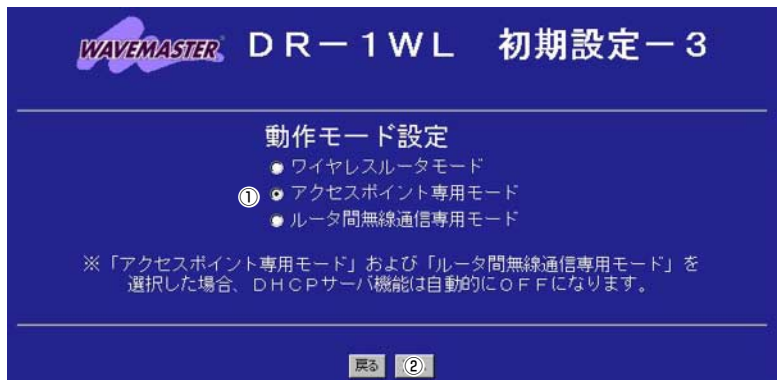 WAVEMASTER DR－1WL 初期設定－3
動作モード設定
ワイヤレスルータモード
① アクセスポイント専用モード
ルータ間無線通信専用モード
※「アクセスポイント専用モード」および「ルータ間無線通信専用モード」を
選択した場合、DHCPサーバ機能は自動的にOFFになります。
戻る ②